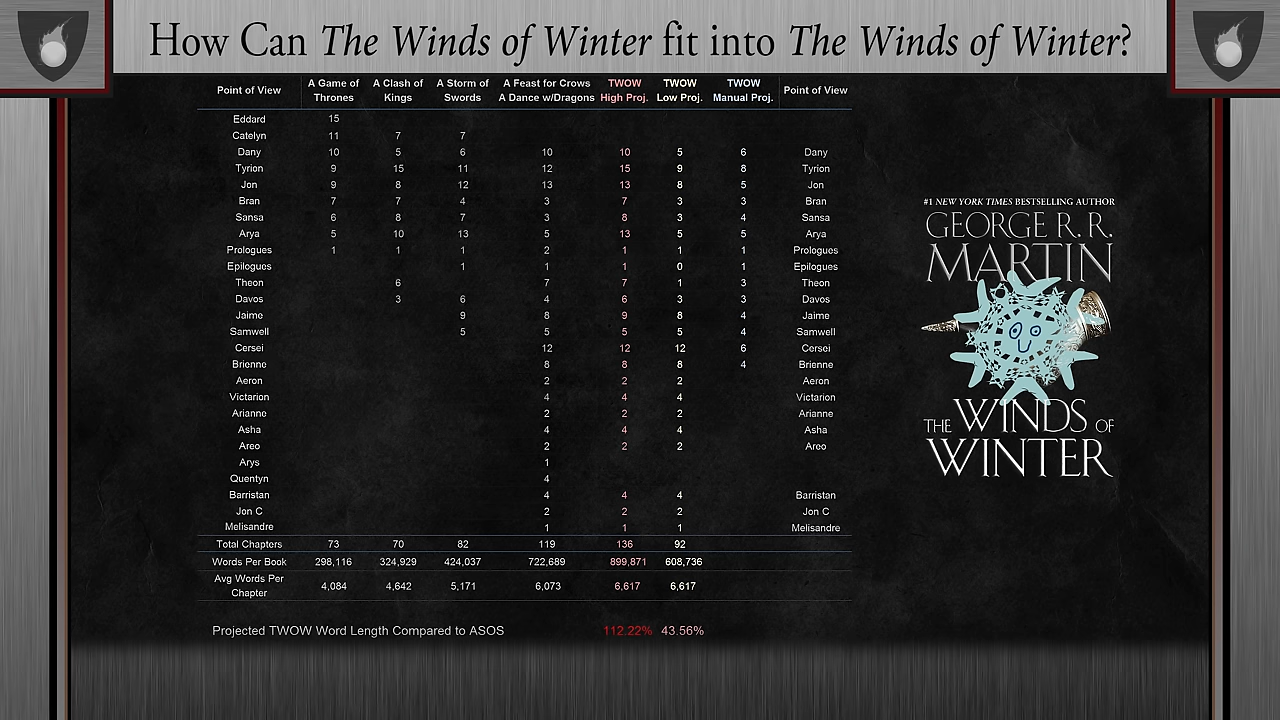 How Can The Winds of Winter fit into The Winds of Winter?
Point of View A Game of Thrones A Clash of Kings A Storm of Swords A Feast for Crows A Dance w/Dragons TWOW High Proj. TWOW Low Proj. TWOW Manual Proj. Point of View
Eddard 15
Catelyn 11 7 7
Dany 10 5 6 10 10 5 6 Dany
Tyrion 9 15 11 12 15 9 8 Tyrion
Jon 9 8 12 13 13 8 5 Jon
Bran 7 7 4 3 7 3 3 Bran
Sansa 6 8 7 3 8 3 4 Sansa
Arya 5 10 13 5 13 5 5 Arya
Prologues 1 1 1 2 1 1 1 Prologues
Epilogues 1 1 1 0 1 Epilogues
Theon 6 7 7 1 3 Theon
Davos 3 6 4 6 3 3 Davos
Jaime 9 8 9 8 4 Jaime
Samwell 5 5 5 5 4 Samwell
Cersei 12 12 12 6 Cersei
Brienne 8 8 8 4 Brienne
Aeron 2 2 2 Aeron
Victarion 4 4 4 Victarion
Arianne 2 2 2 Arianne
Asha 4 4 4 Asha
Areo 2 2 2 Areo
Arys 1
Quentyn 4
Barristan 4 4 4 Barristan
Jon C 2 2 2 Jon C
Melisandre 1 1 1 Melisandre
Total Chapters 73 70 82 119 136 92
Words Per Book 298,116 324,929 424,037 722,689 899,871 608,736
Avg Words Per Chapter 4,084 4,642 5,171 6,073 6,617 6,617
Projected TWOW Word Length Compared to ASOS 112.22% 43.56%
#1 NEW YORK TIMES BESTSELLING AUTHOR
GEORGE R. R.
MARTIN
THE WINDS OF
WINTER